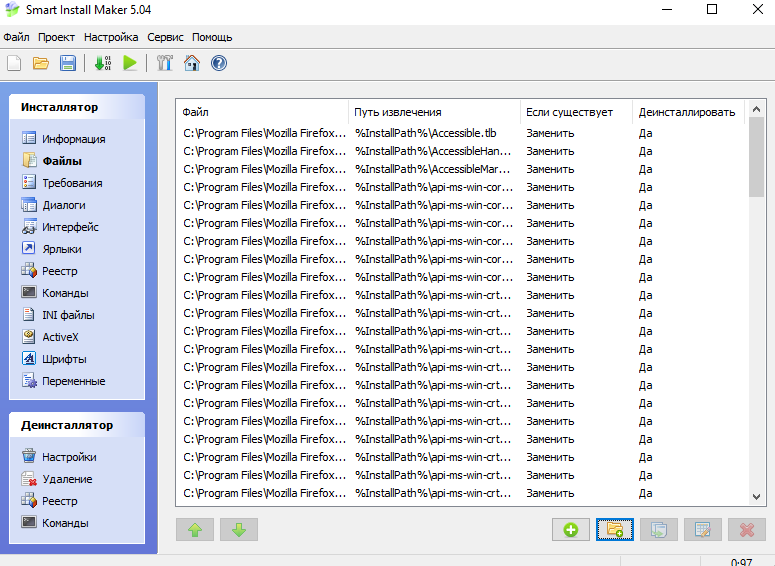 Smart Install Maker 5.04
Файл Проект Настройка Сервис Помощь
Инсталлятор
Информация
Файлы
Требования
Диалоги
Интерфейс
Ярлыки
Реестр
Команды
INI файлы
ActiveX
Шрифты
Переменные
Деинсталлятор
Настройки
Удаление
Реестр
Команды
Файл Путь извлечения Если существует Деинсталлировать
C:\Program Files\Mozilla Firefox... %InstallPath%\Accessible.tlb Заменить Да
C:\Program Files\Mozilla Firefox... %InstallPath%\AccessibleHan... Заменить Да
C:\Program Files\Mozilla Firefox... %InstallPath%\AccessibleMar... Заменить Да
C:\Program Files\Mozilla Firefox... %InstallPath%\api-ms-win-cor... Заменить Да
C:\Program Files\Mozilla Firefox... %InstallPath%\api-ms-win-cor... Заменить Да
C:\Program Files\Mozilla Firefox... %InstallPath%\api-ms-win-cor... Заменить Да
C:\Program Files\Mozilla Firefox... %InstallPath%\api-ms-win-cor... Заменить Да
C:\Program Files\Mozilla Firefox... %InstallPath%\api-ms-win-cor... Заменить Да
C:\Program Files\Mozilla Firefox... %InstallPath%\api-ms-win-cor... Заменить Да
C:\Program Files\Mozilla Firefox... %InstallPath%\api-ms-win-crt... Заменить Да
C:\Program Files\Mozilla Firefox... %InstallPath%\api-ms-win-crt... Заменить Да
C:\Program Files\Mozilla Firefox... %InstallPath%\api-ms-win-crt... Заменить Да
C:\Program Files\Mozilla Firefox... %InstallPath%\api-ms-win-crt... Заменить Да
C:\Program Files\Mozilla Firefox... %InstallPath%\api-ms-win-crt... Заменить Да
C:\Program Files\Mozilla Firefox... %InstallPath%\api-ms-win-crt... Заменить Да
C:\Program Files\Mozilla Firefox... %InstallPath%\api-ms-win-crt... Заменить Да
C:\Program Files\Mozilla Firefox... %InstallPath%\api-ms-win-crt... Заменить Да
C:\Program Files\Mozilla Firefox... %InstallPath%\api-ms-win-crt... Заменить Да
C:\Program Files\Mozilla Firefox... %InstallPath%\api-ms-win-crt... Заменить Да
C:\Program Files\Mozilla Firefox... %InstallPath%\api-ms-win-crt... Заменить Да
C:\Program Files\Mozilla Firefox... %InstallPath%\api-ms-win-crt... Заменить Да
0:97